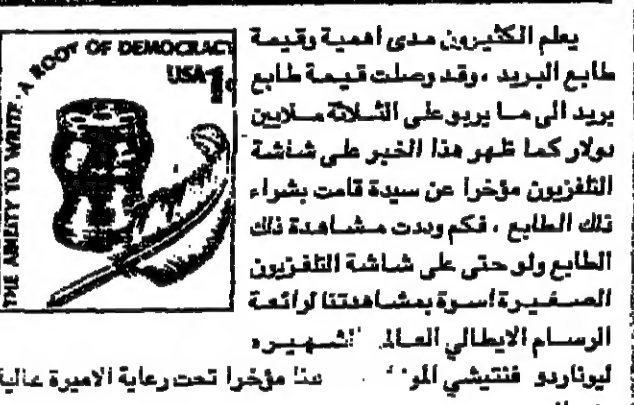 THE ABILITY TO WRITE. A ROOT OF DEMOCRACY
USA 1c
يعلم الكثيرون مدى اهمية وقيمة
طابع البريد ، وقد وصلت قيمة طابع
بريد الى ما يربو على الثلاثة ملايين
دولار كما ظهر هذا الخبر على شاشة
التلفزيون مؤخرا عن سيدة قامت بشراء
ذلك الطابع ، فكم وددت مشاهدة ذلك
الطابع ولو حتى على شاشة التلفزيون
الصغيرة اسوة بمشاهدتنا لرائعة
الرسام الايطالي الشهيره
ليوناردو فنتيشي مؤخرا تحت رعاية الاميرة عالية